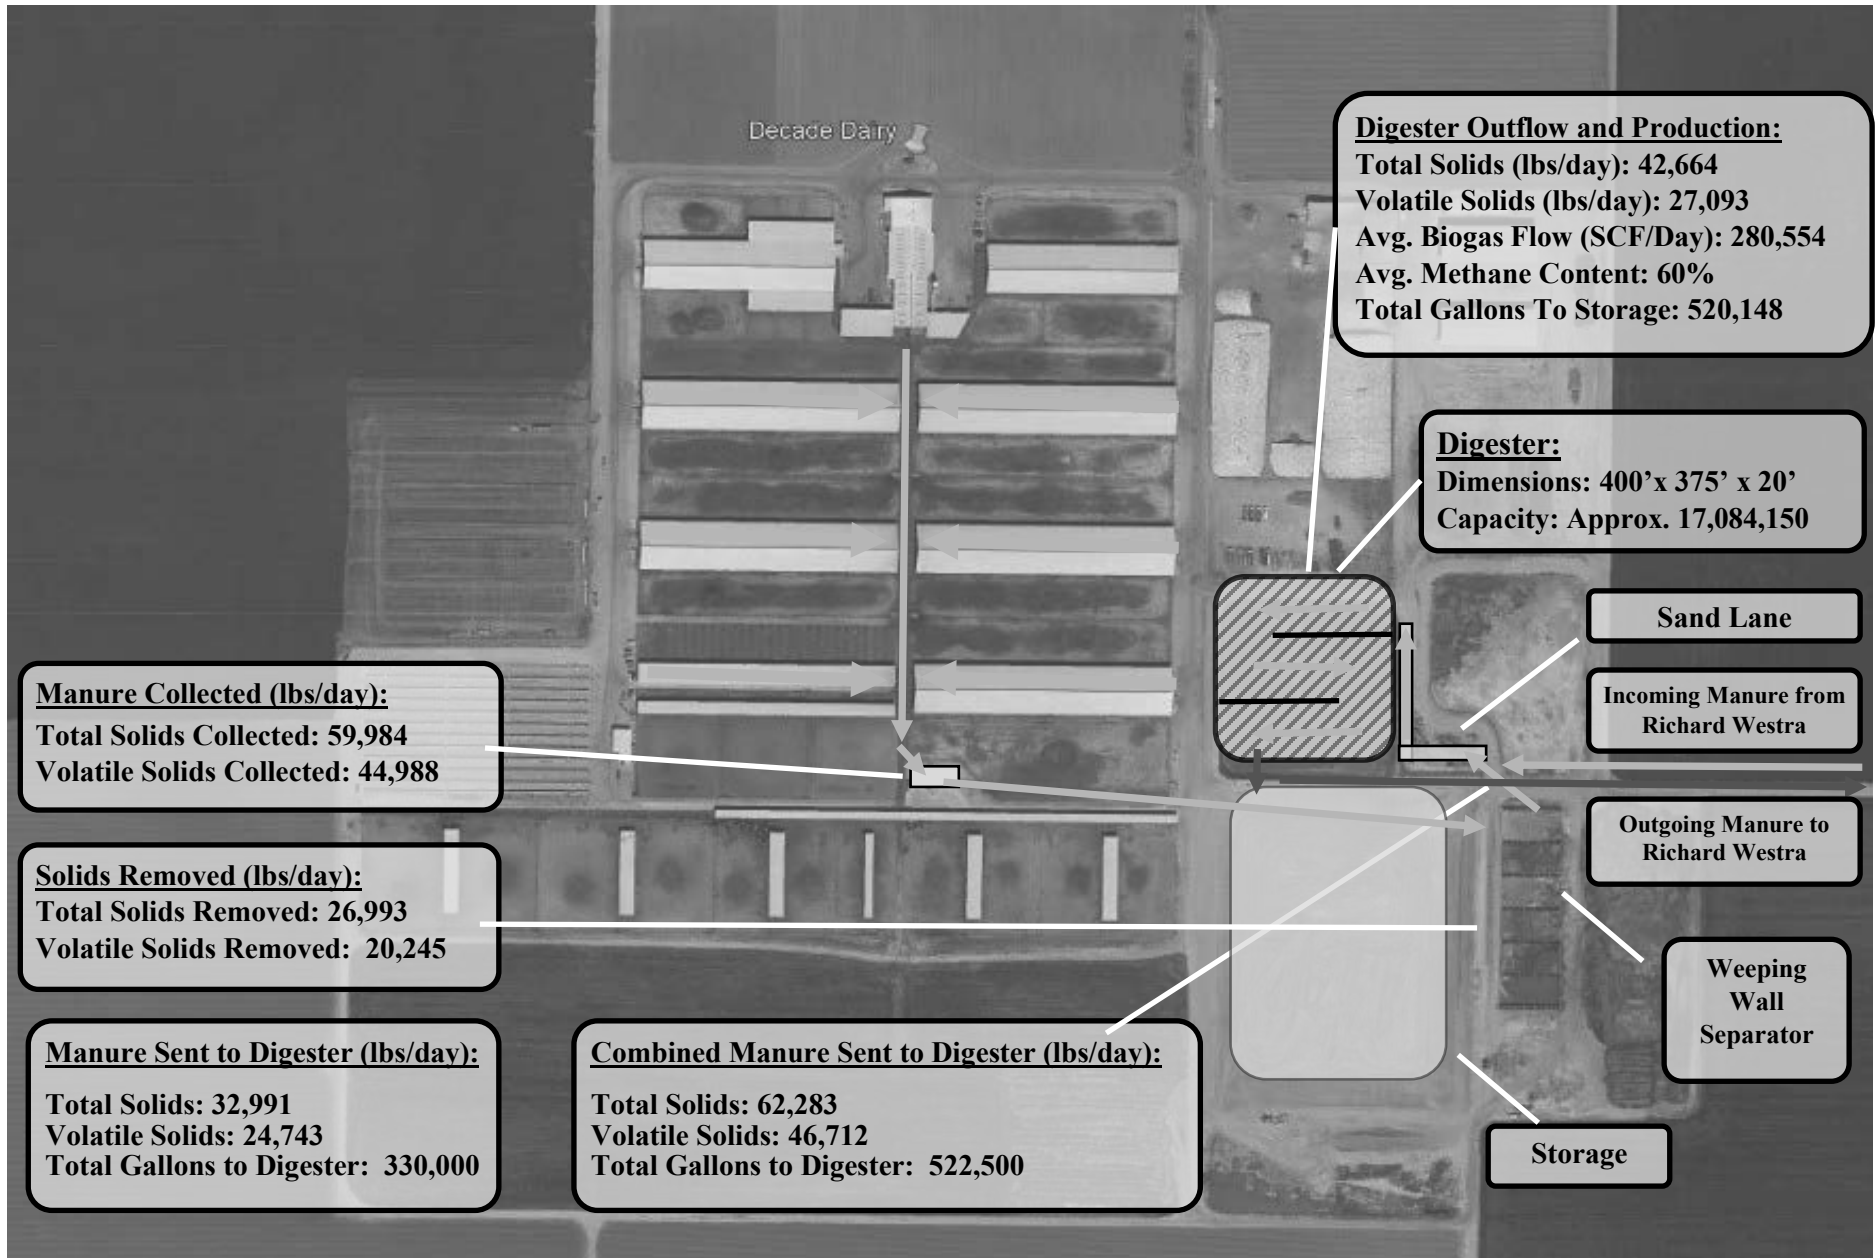 Decade Dairy
Digester Outflow and Production:
Total Solids (lbs/day): 42,664
Volatile Solids (lbs/day): 27,093
Avg. Biogas Flow (SCF/Day): 280,554
Avg. Methane Content: 60%
Total Gallons To Storage: 520,148
Digester:
Dimensions: 400’x 375’ x 20’
Capacity: Approx. 17,084,150
Sand Lane
Incoming Manure from
Richard Westra
Outgoing Manure to
Richard Westra
Weeping
Wall
Separator
Storage
Manure Collected (lbs/day):
Total Solids Collected: 59,984
Volatile Solids Collected: 44,988
Solids Removed (lbs/day):
Total Solids Removed: 26,993
Volatile Solids Removed:  20,245
Manure Sent to Digester (lbs/day):
Total Solids: 32,991
Volatile Solids: 24,743
Total Gallons to Digester:  330,000
Combined Manure Sent to Digester (lbs/day):
Total Solids: 62,283
Volatile Solids: 46,712
Total Gallons to Digester:  522,500